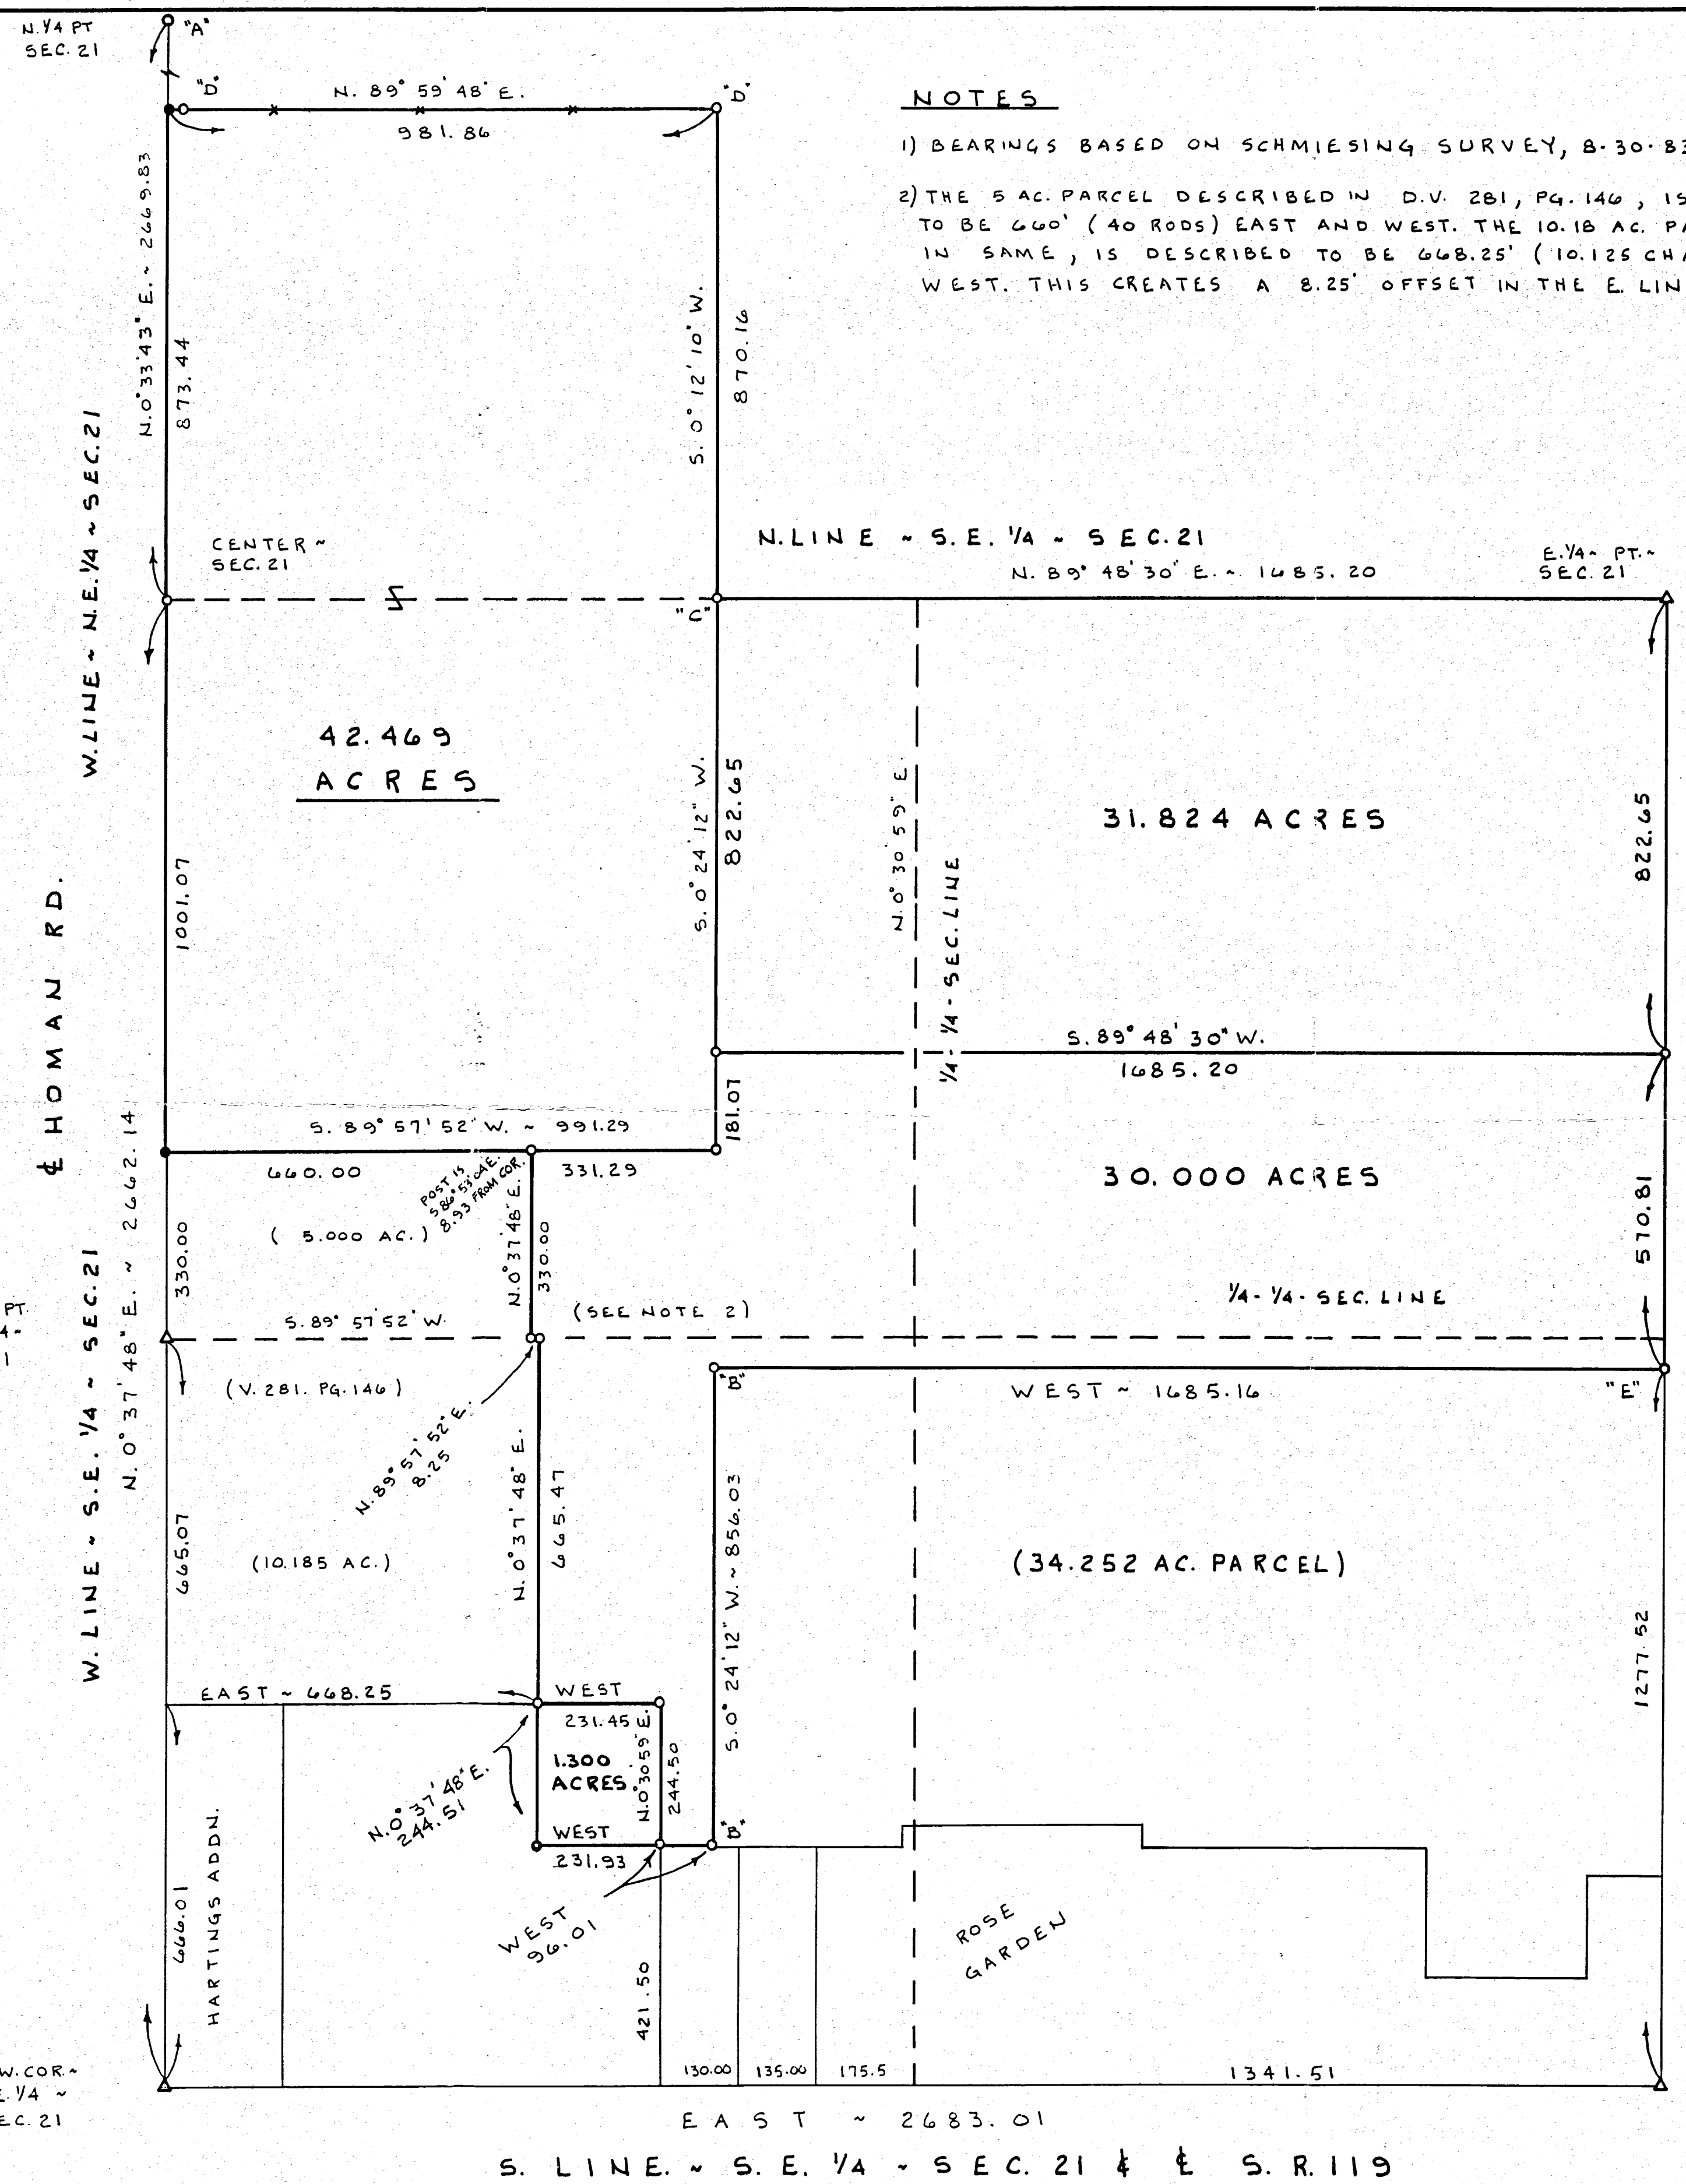 N. 1/4 PT
SEC. 21
"A"
"D"
N. 89° 59' 48" E.
981.86
"D"
NOTES
1) BEARINGS BASED ON SCHMIESING SURVEY, 8·30·83
2) THE 5 AC. PARCEL DESCRIBED IN D.V. 281, PG. 146, IS
TO BE 660' (40 RODS) EAST AND WEST. THE 10.18 AC. PA
IN SAME, IS DESCRIBED TO BE 668.25' (10.125 CHA
WEST. THIS CREATES A 8.25' OFFSET IN THE E. LIN
N. 0° 33' 43" E. ~ 2669.83
873.44
S. 0° 12' 10" W.
870.16
W. LINE ~ N.E. 1/4 ~ SEC. 21
CENTER ~
SEC. 21
N. LINE ~ S.E. 1/4 ~ SEC. 21
N. 89° 48' 30" E. ~ 1685.20
E. 1/4 ~ PT. ~
SEC. 21
"C"
42.469
ACRES
S. 0° 24' 12" W.
822.65
N. 0° 30' 59" E.
1/4 - 1/4 - SEC. LINE
31.824 ACRES
822.65
1001.07
℄ HOMAN RD.
S. 89° 48' 30" W.
1685.20
181.07
S. 89° 57' 52" W. ~ 991.29
660.00
331.29
POST IS
S 86° 53' 04" E.
8.93 FROM COR.
30.000 ACRES
570.81
(5.000 AC.)
330.00
N. 0° 37' 48" E.
330.00
W. LINE ~ S.E. 1/4 ~ SEC. 21
N. 0° 37' 48" E. ~ 2662.14
PT.
4 ~
1
S. 89° 57' 52" W.
(SEE NOTE 2)
1/4 - 1/4 - SEC. LINE
(V. 281. PG. 146)
"B"
WEST ~ 1685.16
"E"
N. 89° 57' 52" E.
8.25
N. 0° 37' 48" E.
665.47
S. 0° 24' 12" W. ~ 856.03
665.07
(10.185 AC.)
(34.252 AC. PARCEL)
1277.52
EAST ~ 668.25
WEST
231.45
1.300
ACRES
N. 0° 30' 59" E.
244.50
N. 0° 37' 48" E.
244.51
WEST
231.93
"B"
WEST
96.01
666.01
HARTINGS ADDN.
421.50
ROSE
GARDEN
130.00
135.00
175.5
1341.51
W. COR. ~
E. 1/4 ~
EC. 21
EAST ~ 2683.01
S. LINE. ~ S.E. 1/4 ~ SEC. 21 & ℄ S.R. 119